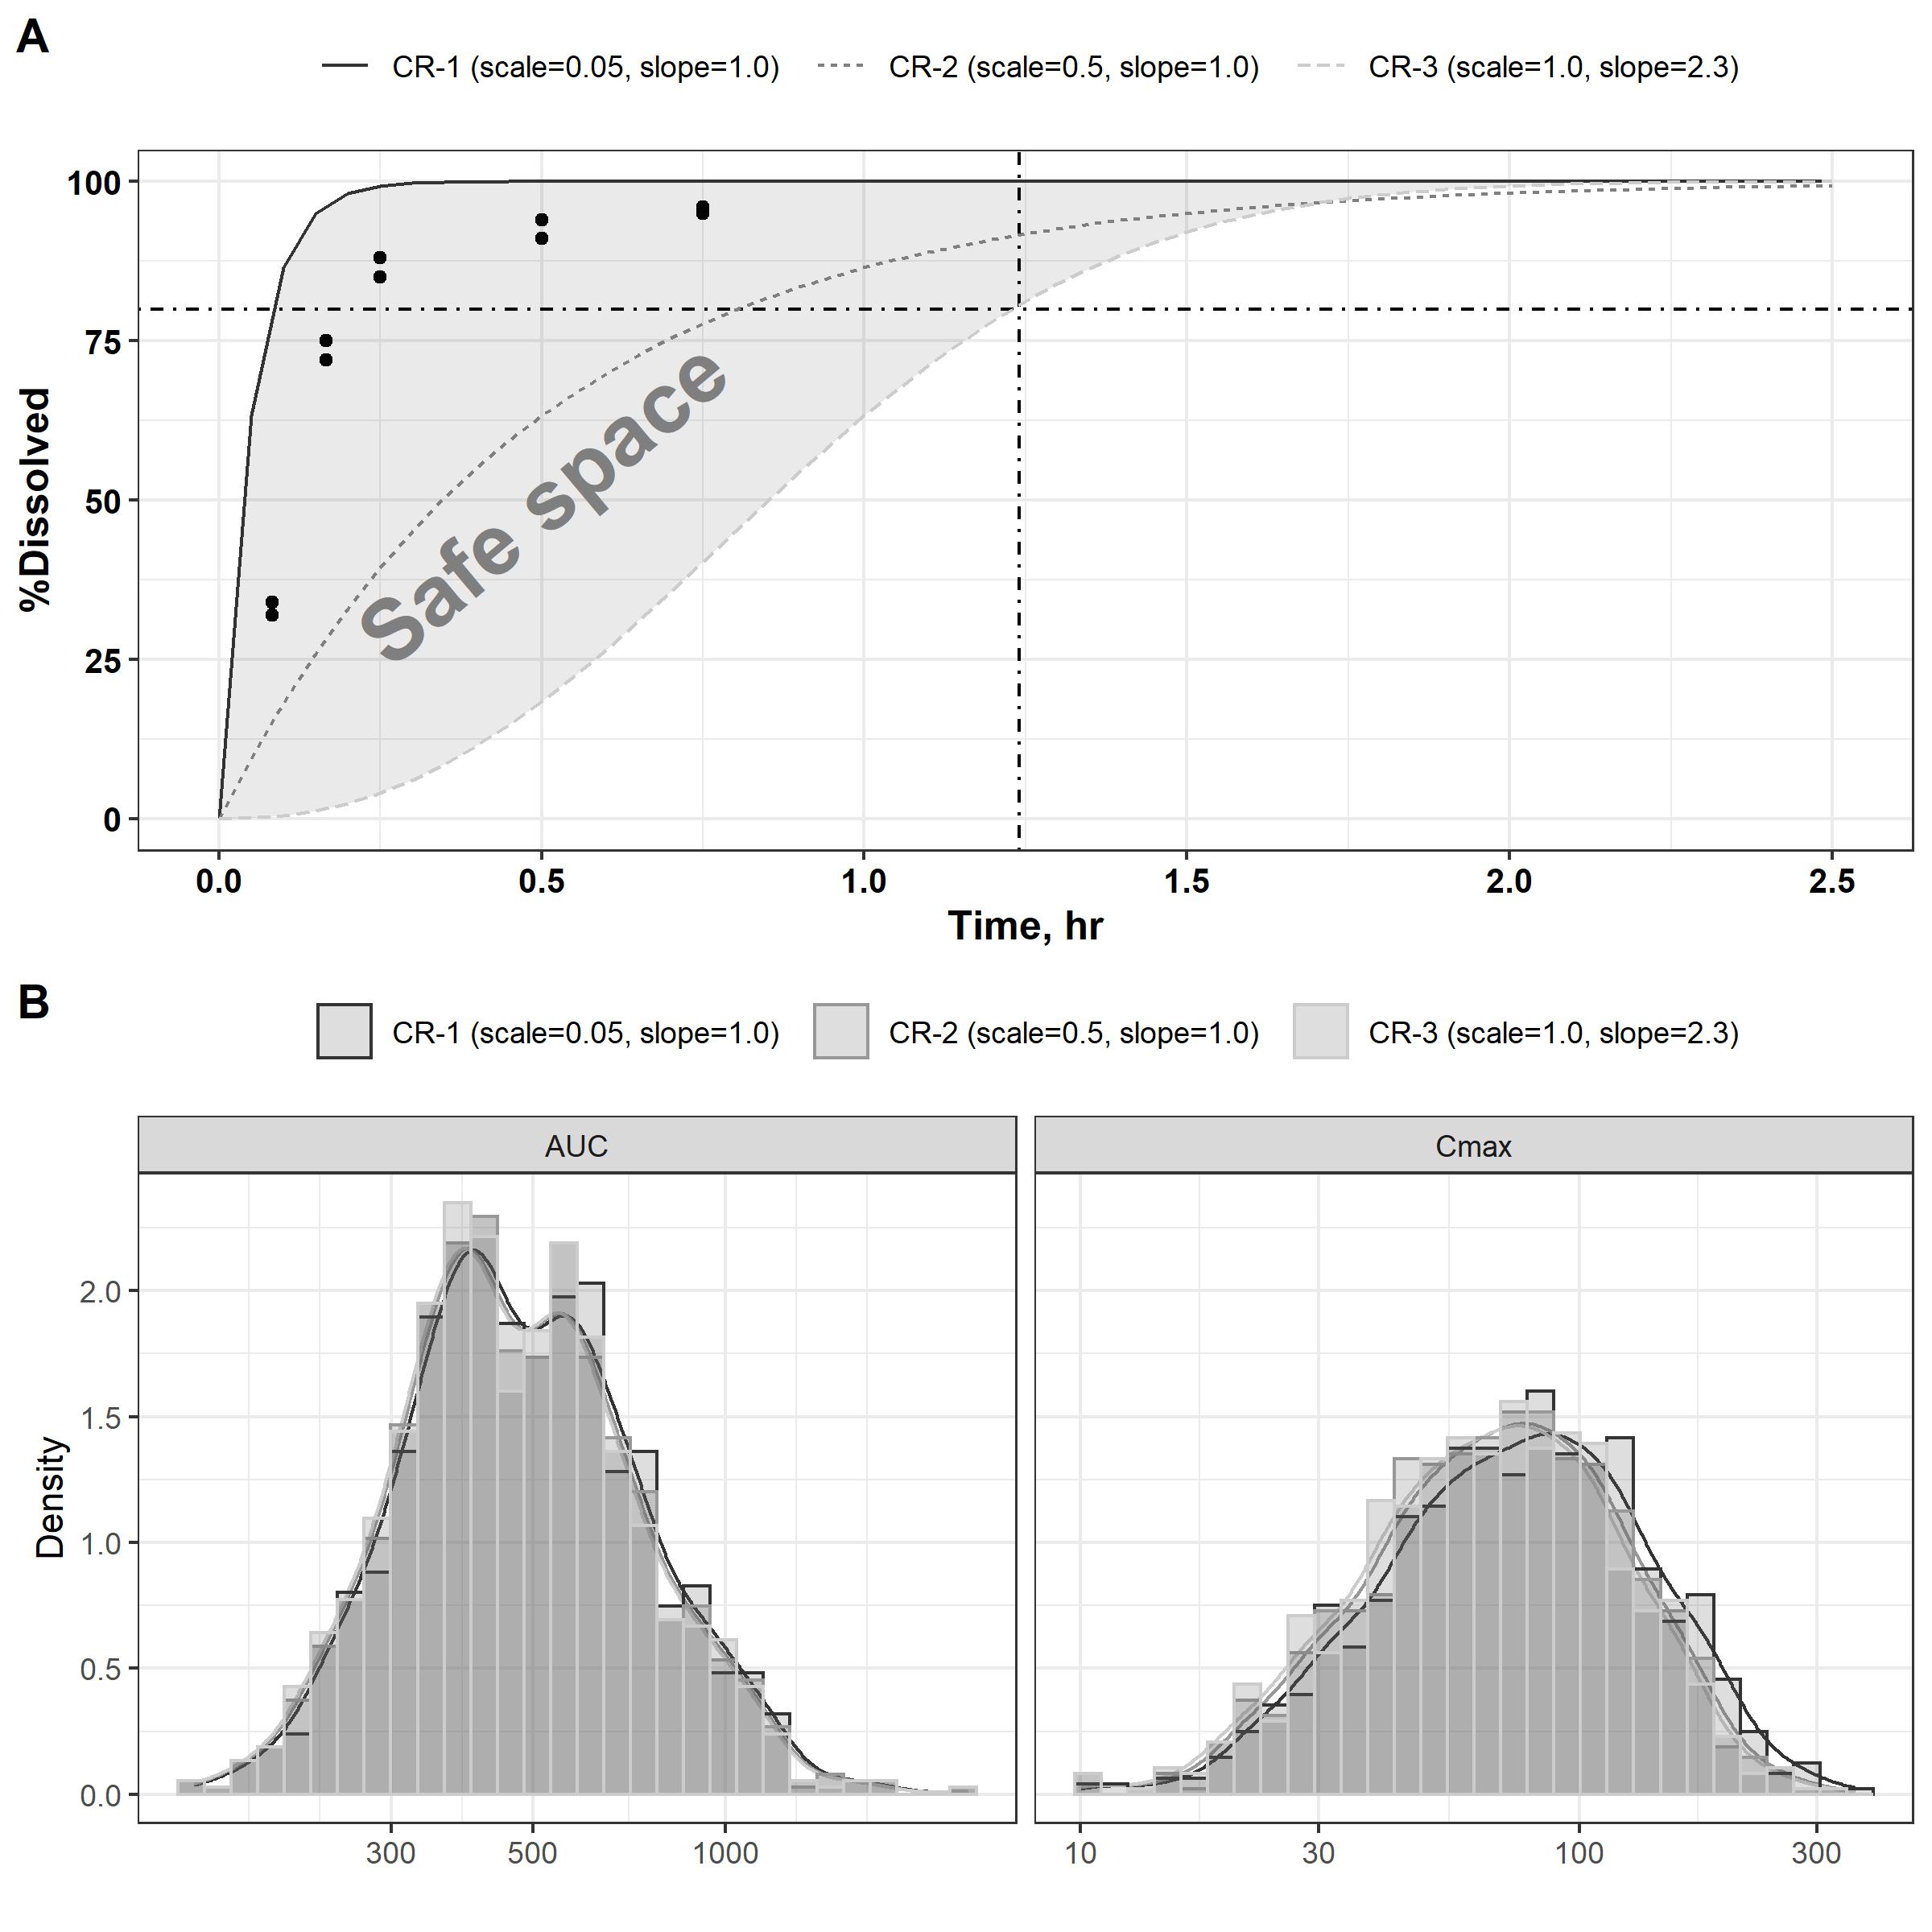 A
CR-1 (scale=0.05, slope=1.0) CR-2 (scale=0.5, slope=1.0) CR-3 (scale=1.0, slope=2.3)
100
75
50
25
0
%Dissolved
Safe space
0.0 0.5 1.0 1.5 2.0 2.5
Time, hr
B
CR-1 (scale=0.05, slope=1.0) CR-2 (scale=0.5, slope=1.0) CR-3 (scale=1.0, slope=2.3)
AUC Cmax
2.0
1.5
1.0
0.5
0.0
Density
300 500 1000 10 30 100 300